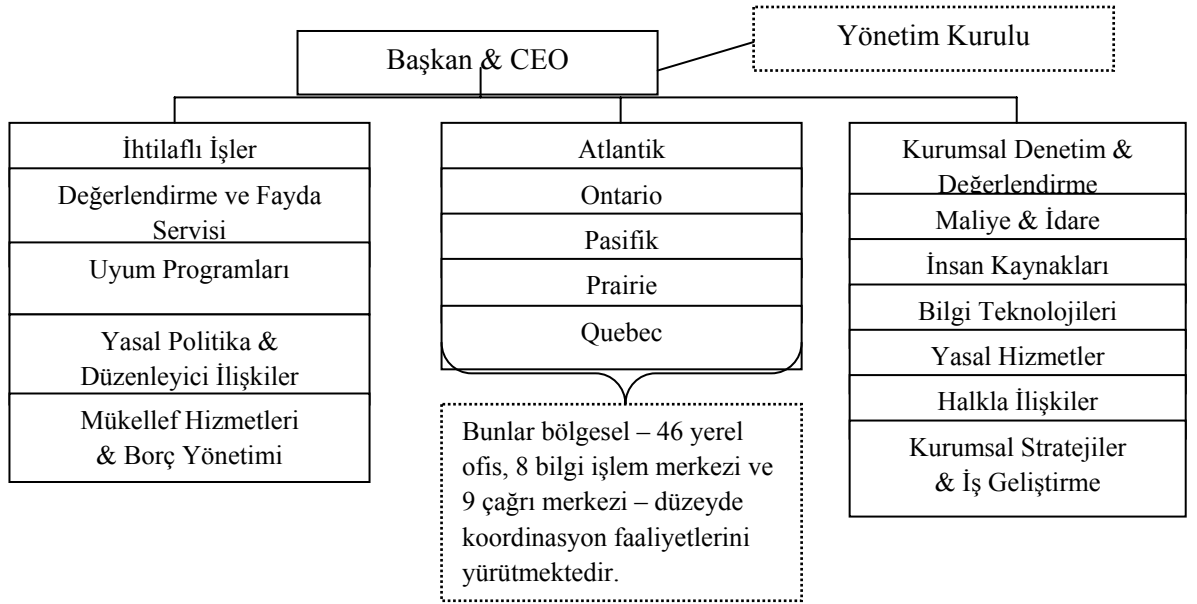 Yönetim Kurulu
Başkan & CEO
İhtilaflı İşler
Değerlendirme ve Fayda
Servisi
Uyum Programları
Yasal Politika &
Düzenleyici İlişkiler
Mükellef Hizmetleri
& Borç Yönetimi
Atlantik
Ontario
Pasifik
Prairie
Quebec
Bunlar bölgesel – 46 yerel
ofis, 8 bilgi işlem merkezi ve
9 çağrı merkezi – düzeyde
koordinasyon faaliyetlerini
yürütmektedir.
Kurumsal Denetim &
Değerlendirme
Maliye & İdare
İnsan Kaynakları
Bilgi Teknolojileri
Yasal Hizmetler
Halkla İlişkiler
Kurumsal Stratejiler
& İş Geliştirme